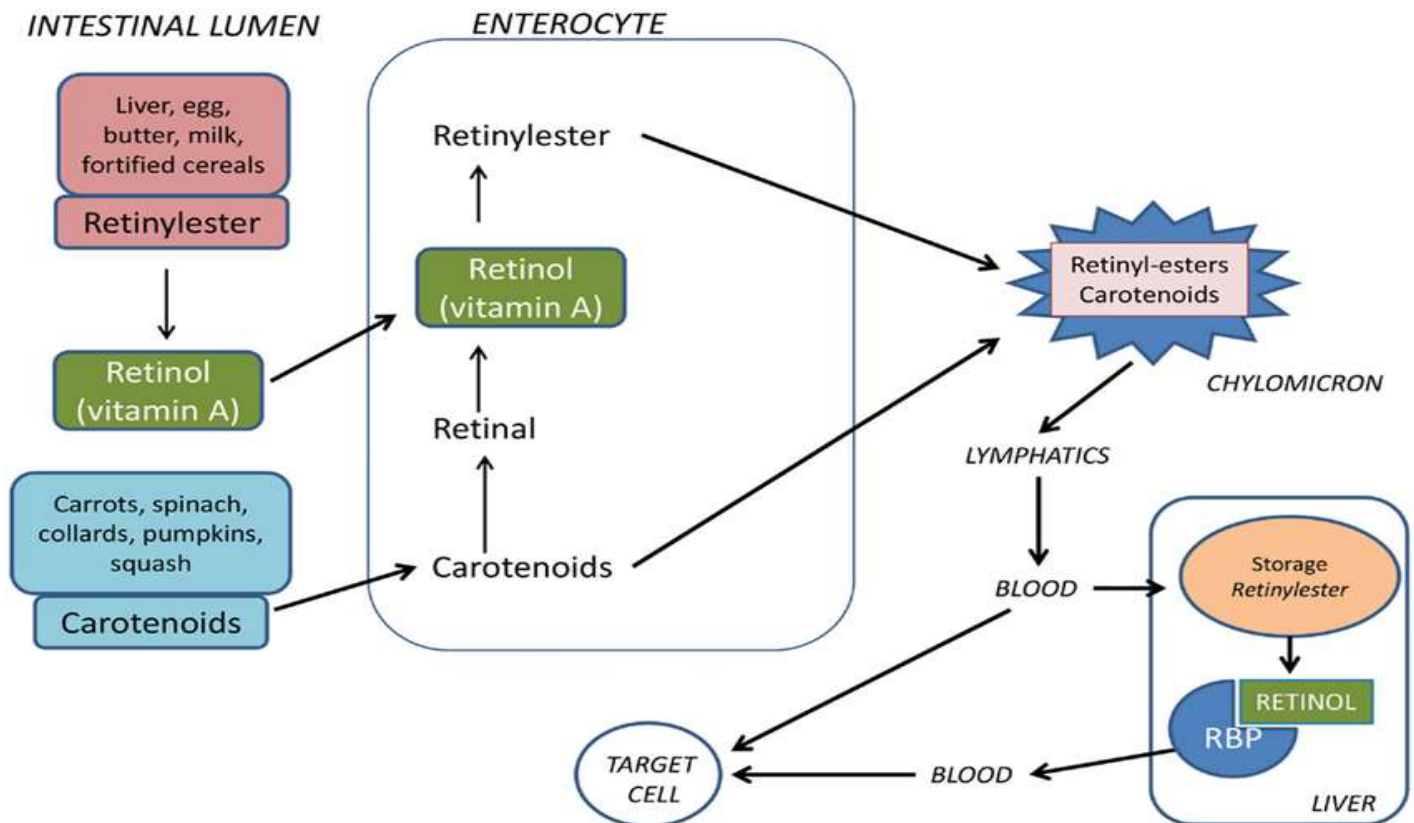 INTESTINAL LUMEN
ENTEROCYTE
Liver, egg,
butter, milk,
fortified cereals
Retinylester
Retinol
(vitamin A)
Carrots, spinach,
collards, pumpkins,
squash
Carotenoids
Retinylester
Retinol
(vitamin A)
Retinal
Carotenoids
Retinyl-esters
Carotenoids
CHYLOMICRON
LYMPHATICS
BLOOD
Storage
Retinylester
RETINOL
RBP
LIVER
BLOOD
TARGET
CELL